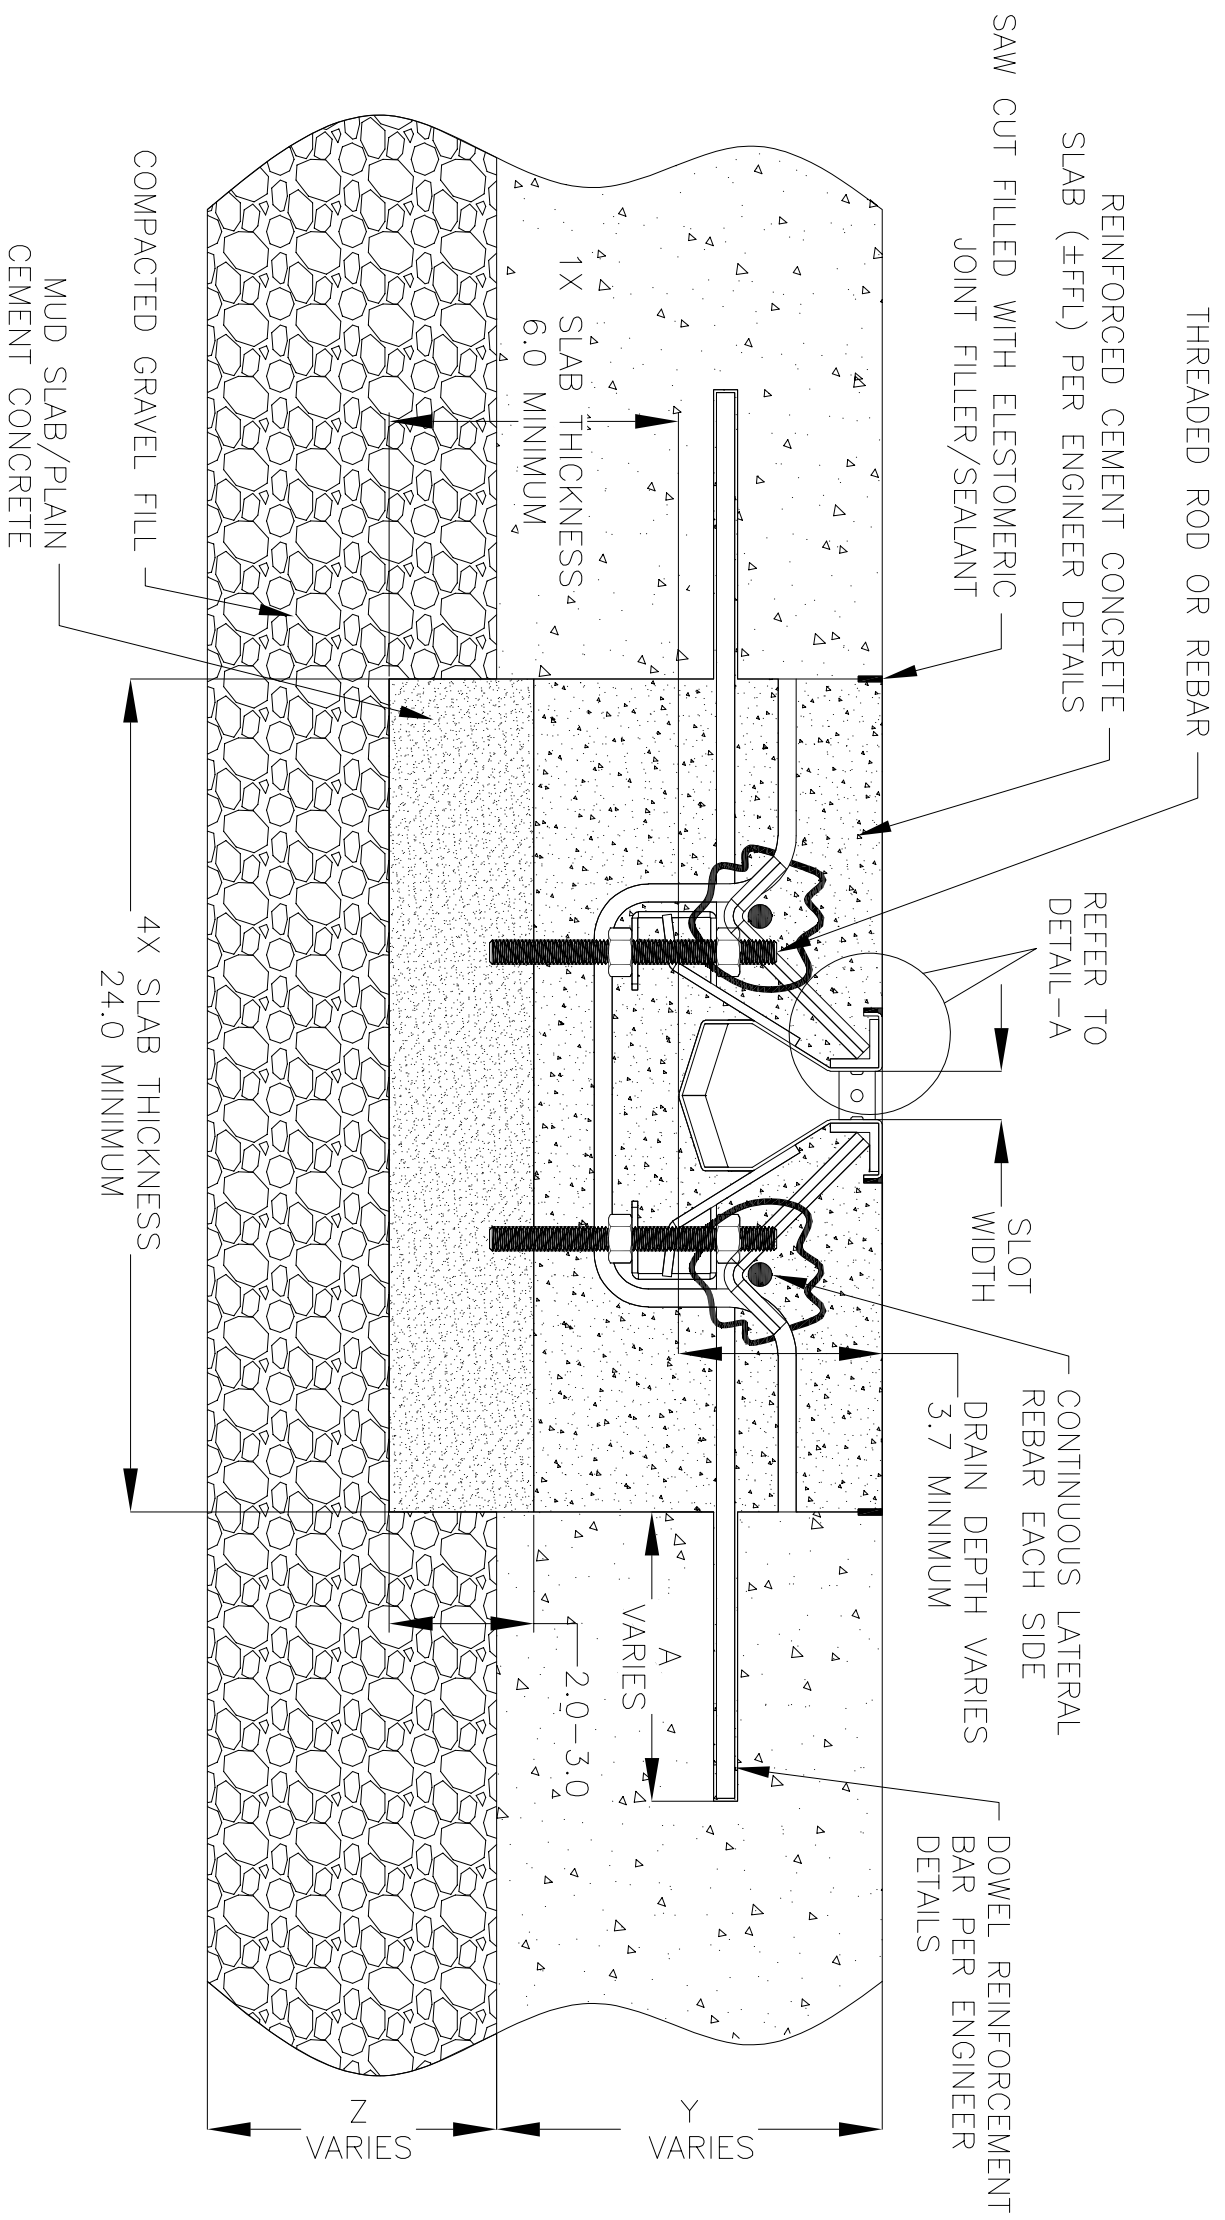 THREADED ROD OR REBAR
REINFORCED CEMENT CONCRETE
SLAB (±FFL) PER ENGINEER DETAILS
SAW CUT FILLED WITH ELESTOMERIC
JOINT FILLER/SEALANT
REFER TO
DETAIL-A
SLOT
WIDTH
CONTINUOUS LATERAL
REBAR EACH SIDE
DRAIN DEPTH VARIES
3.7 MINIMUM
DOWEL REINFORCEMENT
BAR PER ENGINEER
DETAILS
1X SLAB THICKNESS
6.0 MINIMUM
A
VARIES
2.0-3.0
Y
VARIES
Z
VARIES
COMPACTED GRAVEL FILL
MUD SLAB/PLAIN
CEMENT CONCRETE
4X SLAB THICKNESS
24.0 MINIMUM